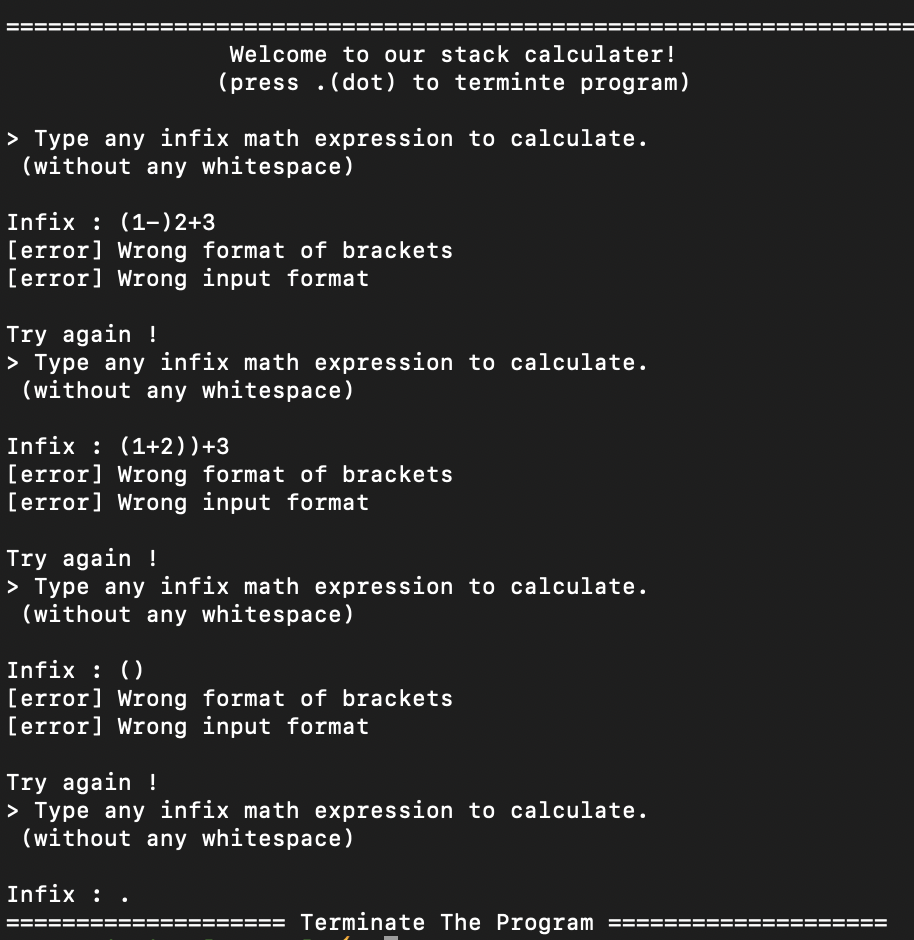 =================================================================
Welcome to our stack calculater!
(press .(dot) to terminte program)
> Type any infix math expression to calculate.
(without any whitespace)
Infix : (1-)2+3
[error] Wrong format of brackets
[error] Wrong input format
Try again !
> Type any infix math expression to calculate.
(without any whitespace)
Infix : (1+2))+3
[error] Wrong format of brackets
[error] Wrong input format
Try again !
> Type any infix math expression to calculate.
(without any whitespace)
Infix : ()
[error] Wrong format of brackets
[error] Wrong input format
Try again !
> Type any infix math expression to calculate.
(without any whitespace)
Infix : .
==================== Terminate The Program ====================